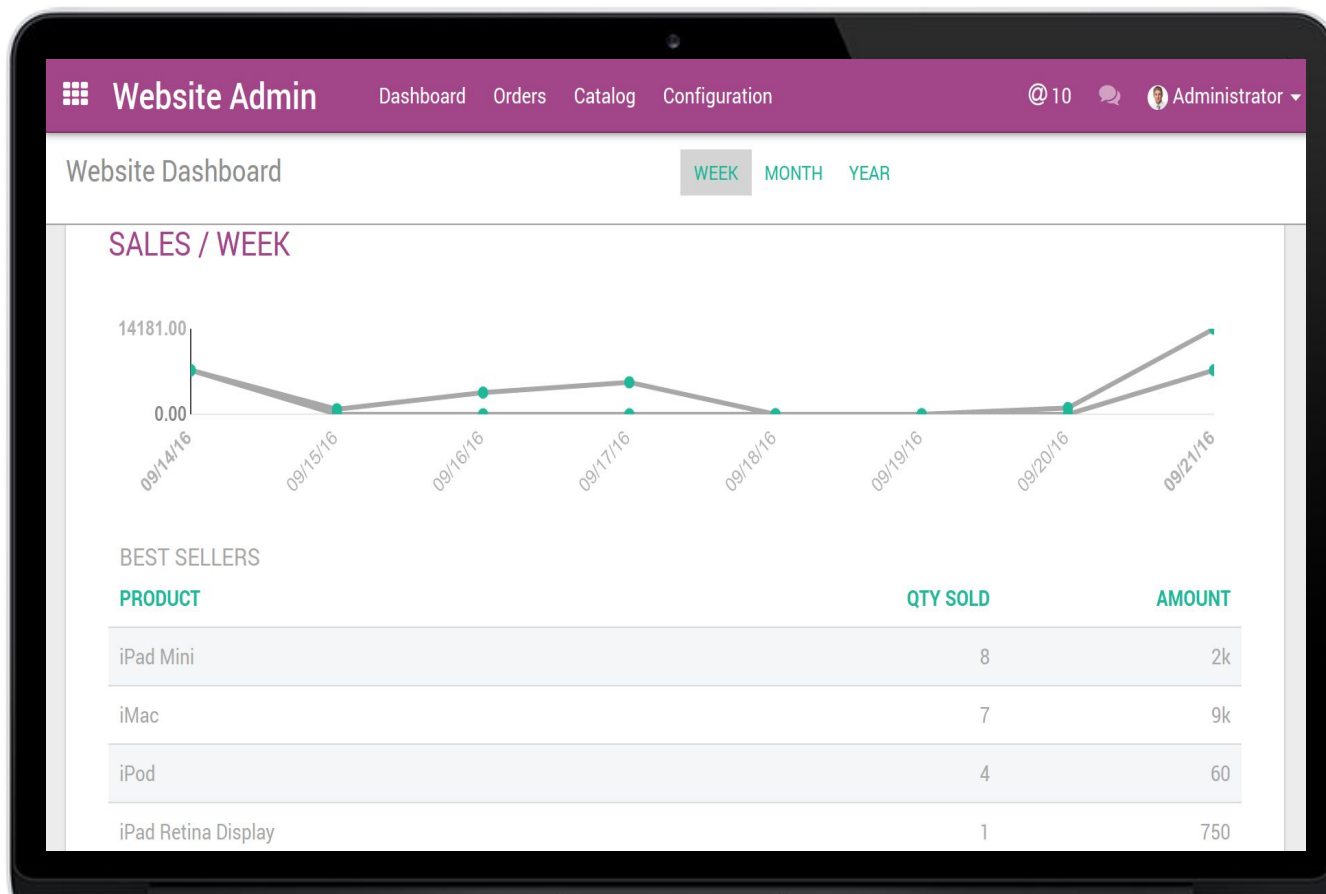 Website Admin Dashboard Orders Catalog Configuration @ 10 Administrator
Website Dashboard WEEK MONTH YEAR
SALES / WEEK
14181.00
0.00
09/14/16 09/15/16 09/16/16 09/17/16 09/18/16 09/19/16 09/20/16 09/21/16
BEST SELLERS
PRODUCT QTY SOLD AMOUNT
iPad Mini 8 2k
iMac 7 9k
iPod 4 60
iPad Retina Display 1 750